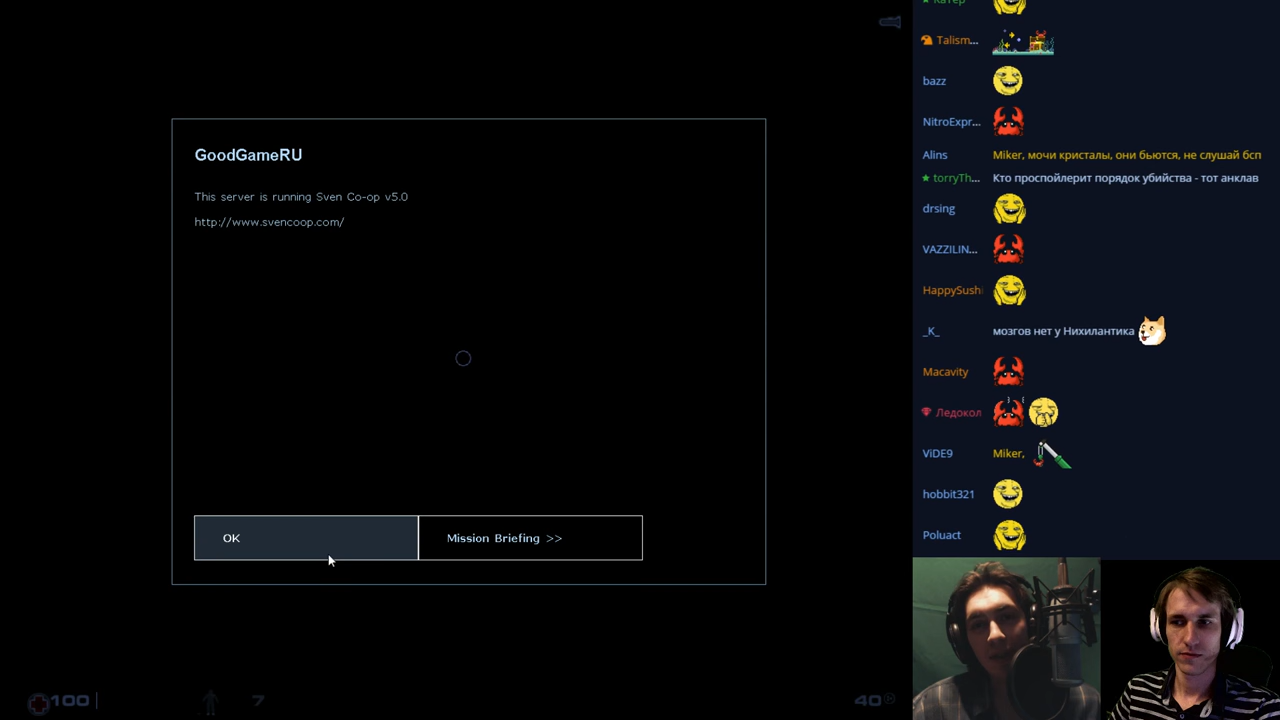 GoodGameRU
This server is running Sven Co-op v5.0
http://www.svencoop.com/
OK
Mission Briefing >>
100
7
40
Катер
Talism...
bazz
NitroExpr...
Alins Miker, мочи кристалы, они бьются, не слушай бсп
torryTh... Кто проспойлерит порядок убийства - тот анклав
drsing
VAZZILIN...
HappySushi
_K_ мозгов нет у Нихилантика
Macavity
Ледокол
ViDE9 Miker,
hobbit321
Poluact